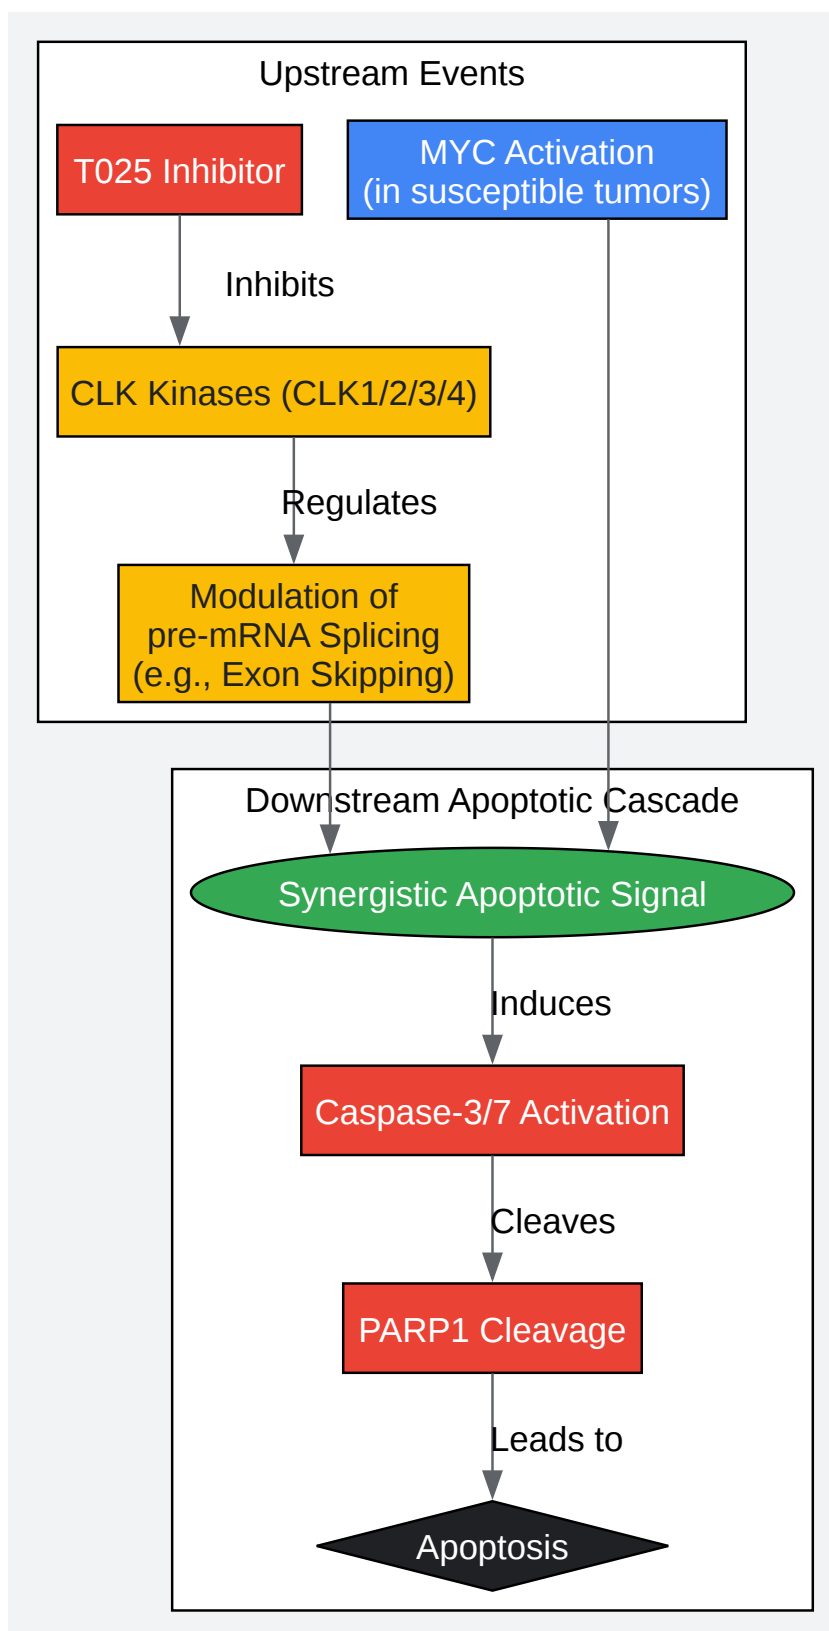 Upstream Events
T025 Inhibitor
MYC Activation
(in susceptible tumors)
Inhibits
CLK Kinases (CLK1/2/3/4)
Regulates
Modulation of
pre-mRNA Splicing
(e.g., Exon Skipping)
Downstream Apoptotic Cascade
Synergistic Apoptotic Signal
Induces
Caspase-3/7 Activation
Cleaves
PARP1 Cleavage
Leads to
Apoptosis